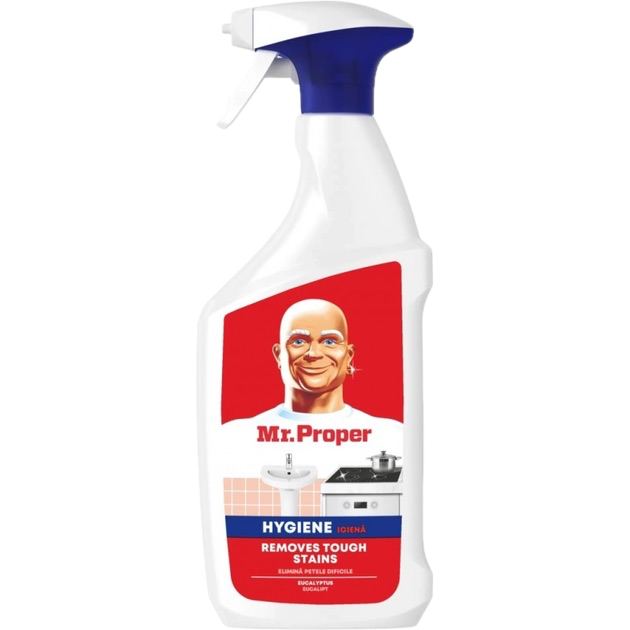 Mr. Proper
HYGIENE IGIENĂ
REMOVES TOUGH
STAINS
ELIMINĂ PETELE DIFICILE
EUCALYPTUS
EUCALIPT